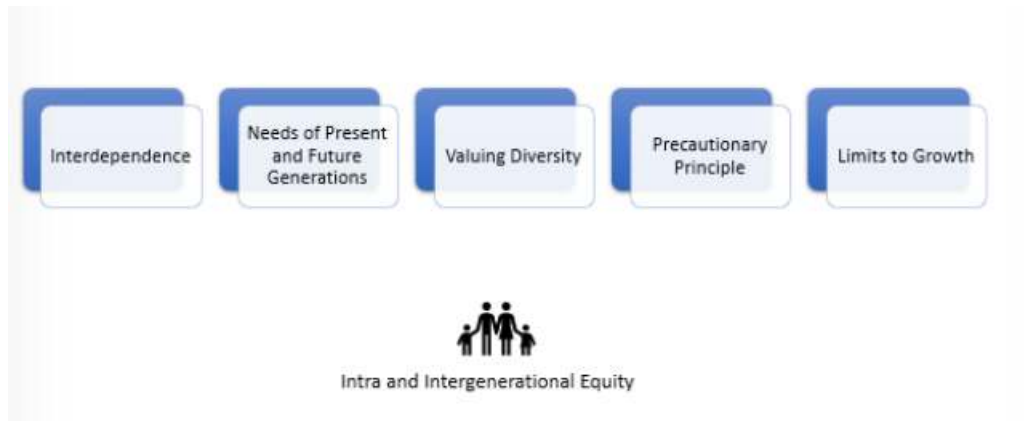 Interdependence
Needs of Present
and Future
Generations
Valuing Diversity
Precautionary
Principle
Limits to Growth
Intra and Intergenerational Equity